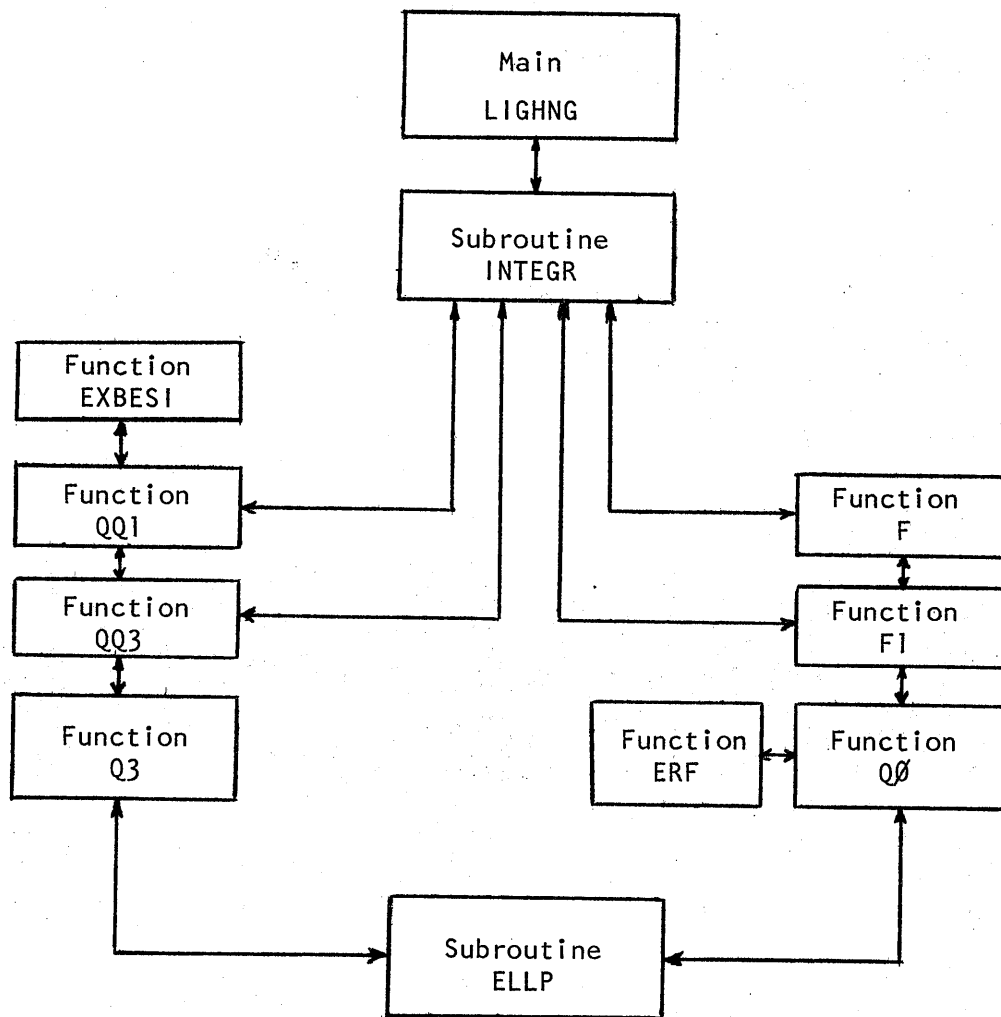 Main
LIGHNG
Subroutine
INTEGR
Function
EXBESI
Function
QQ1
Function
QQ3
Function
Q3
Function
F
Function
F1
Function
ERF
Function
QØ
Subroutine
ELLP